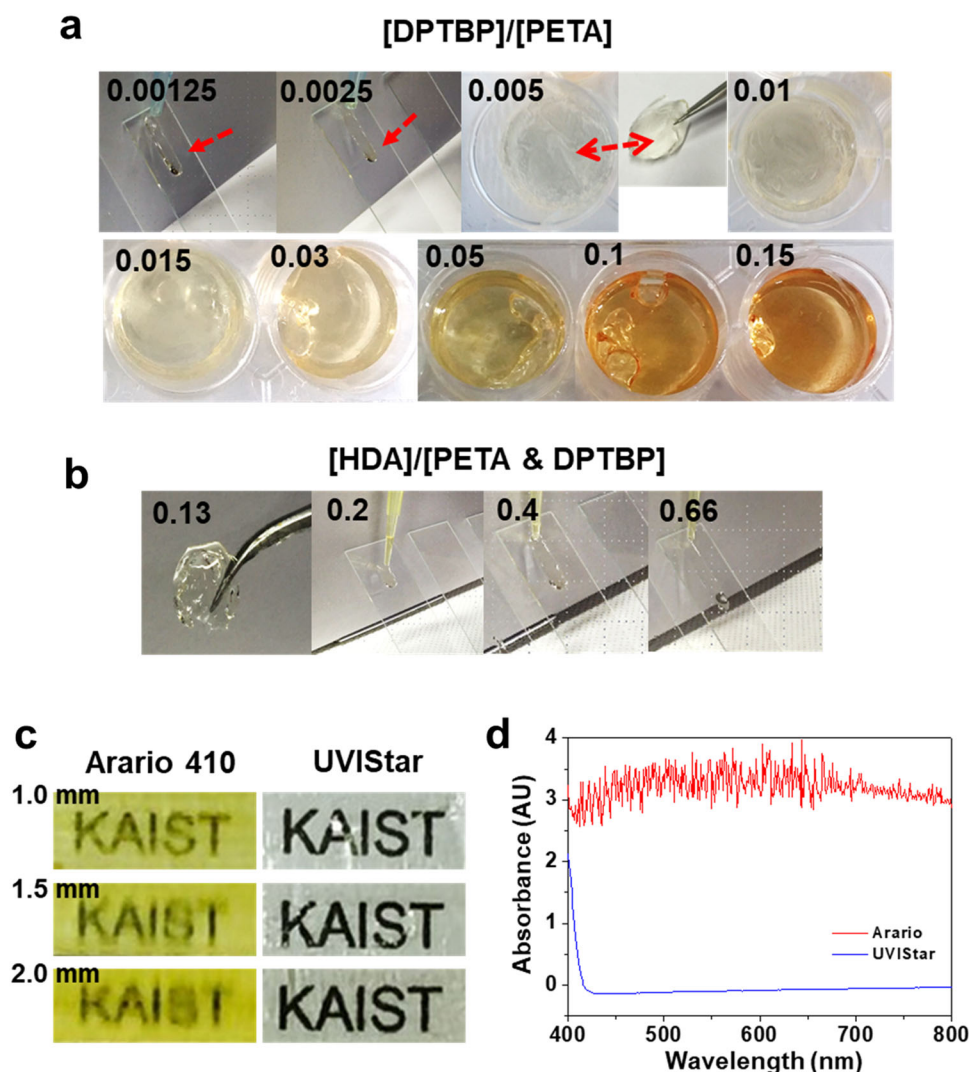 a
[DPTBP]/[PETA]
0.00125 0.0025 0.005 0.01
0.015 0.03 0.05 0.1 0.15
b
[HDA]/[PETA & DPTBP]
0.13 0.2 0.4 0.66
c
Arario 410 UVIStar
1.0 mm
KAIST KAIST
1.5 mm
KAIST KAIST
2.0 mm
KAIST KAIST
d
Absorbance (AU)
4
3
2
1
0
Arario
UVIStar
400 500 600 700 800
Wavelength (nm)